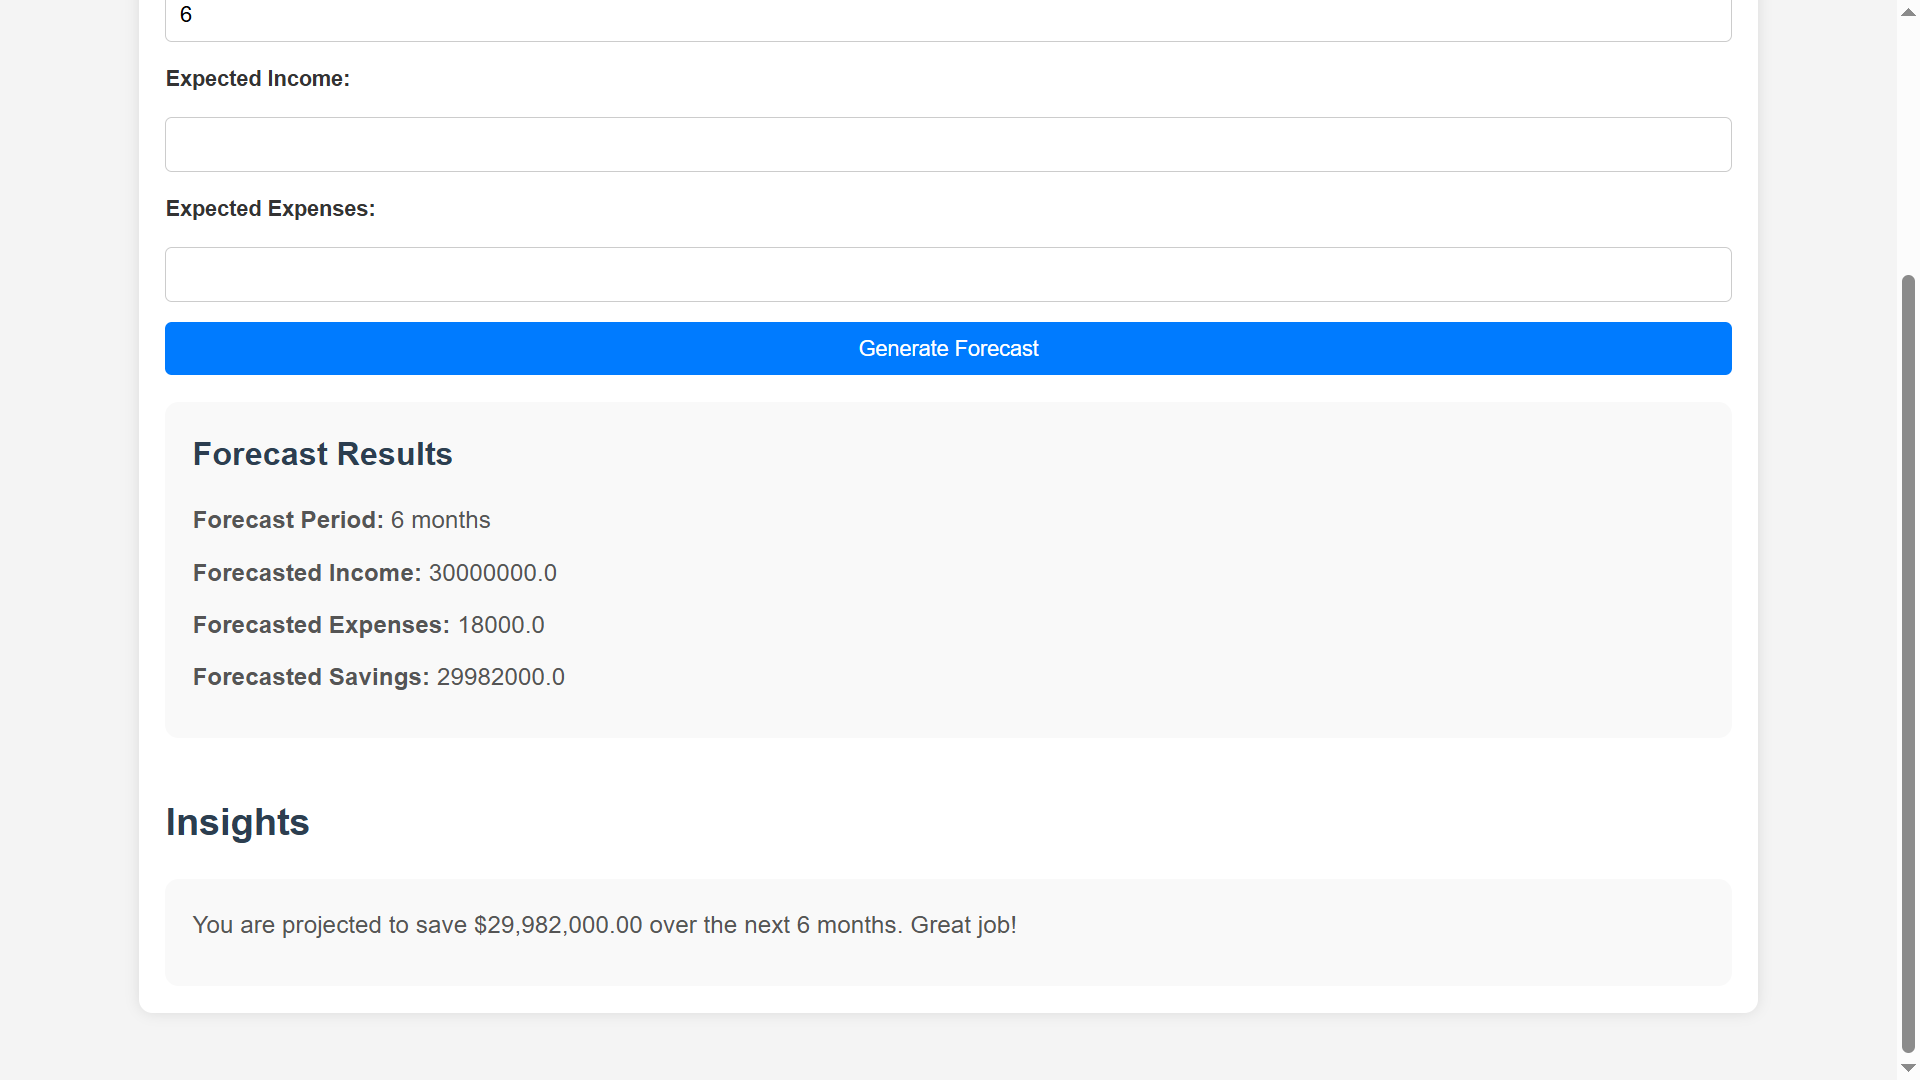 6
Expected Income:
Expected Expenses:
Generate Forecast
Forecast Results
Forecast Period: 6 months
Forecasted Income: 30000000.0
Forecasted Expenses: 18000.0
Forecasted Savings: 29982000.0
Insights
You are projected to save $29,982,000.00 over the next 6 months. Great job!